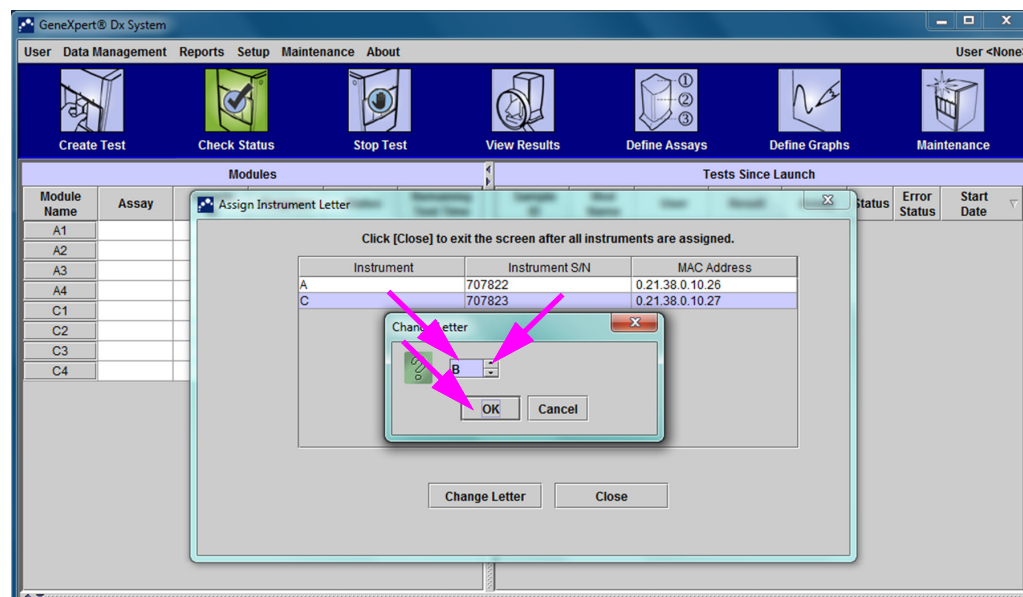 GeneXpert® Dx System
User Data Management Reports Setup Maintenance About User <None>
Create Test Check Status Stop Test View Results Define Assays Define Graphs Maintenance
Modules Tests Since Launch
Module Name Assay Status Error Status Start Date
A1
A2
A3
A4
C1
C2
C3
C4
Assign Instrument Letter
Click [Close] to exit the screen after all instruments are assigned.
Instrument Instrument S/N MAC Address
A 707822 0.21.38.0.10.26
C 707823 0.21.38.0.10.27
Change Letter
B
OK Cancel
Change Letter Close